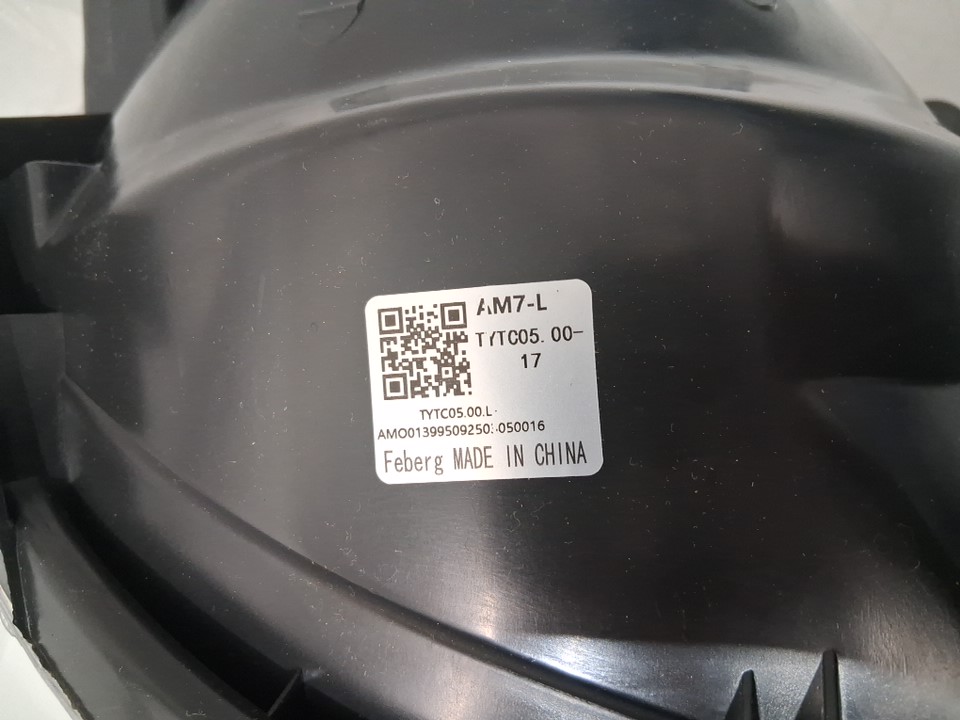 AM7-L
TYTC05.00-
17
TYTC05.00.L
Feberg MADE IN CHINA